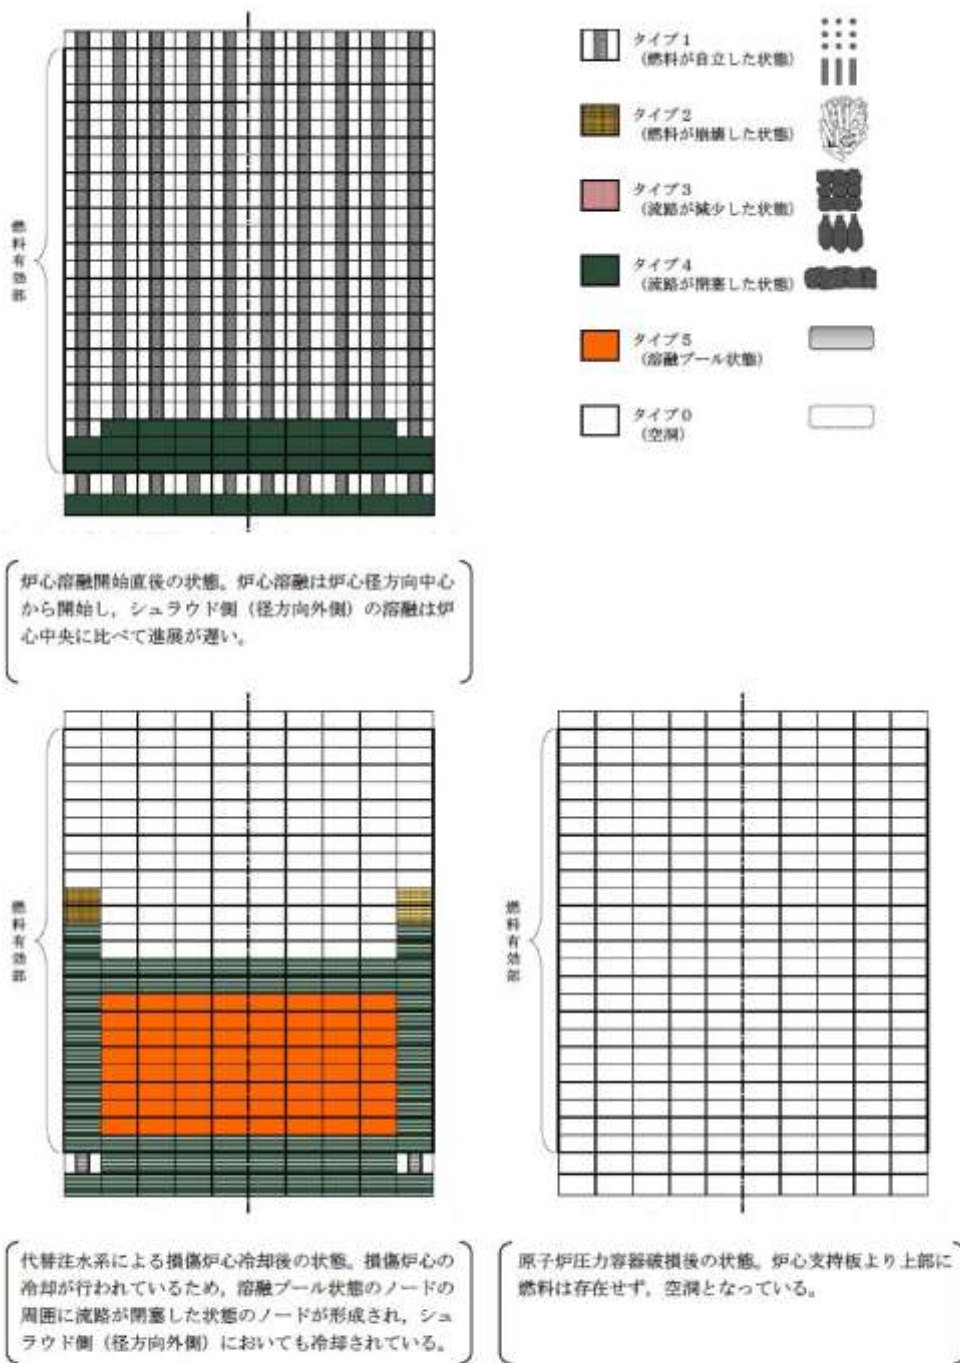 タイプ1
(燃料が自立した状態)
タイプ2
(燃料が崩壊した状態)
タイプ3
(流路が減少した状態)
タイプ4
(流路が閉塞した状態)
タイプ5
(溶融プール状態)
タイプ0
(空洞)
燃料有効部
炉心溶融開始直後の状態。炉心溶融は炉心径方向中心
から開始し,シュラウド側(径方向外側)の溶融は炉
心中央に比べて進展が遅い。
燃料有効部
燃料有効部
代替注水系による損傷炉心冷却後の状態。損傷炉心の
冷却が行われているため,溶融プール状態のノードの
周囲に流路が閉塞した状態のノードが形成され,シュ
ラウド側(径方向外側)においても冷却されている。
原子炉圧力容器破損後の状態。炉心支持板より上部に
燃料は存在せず,空洞となっている。